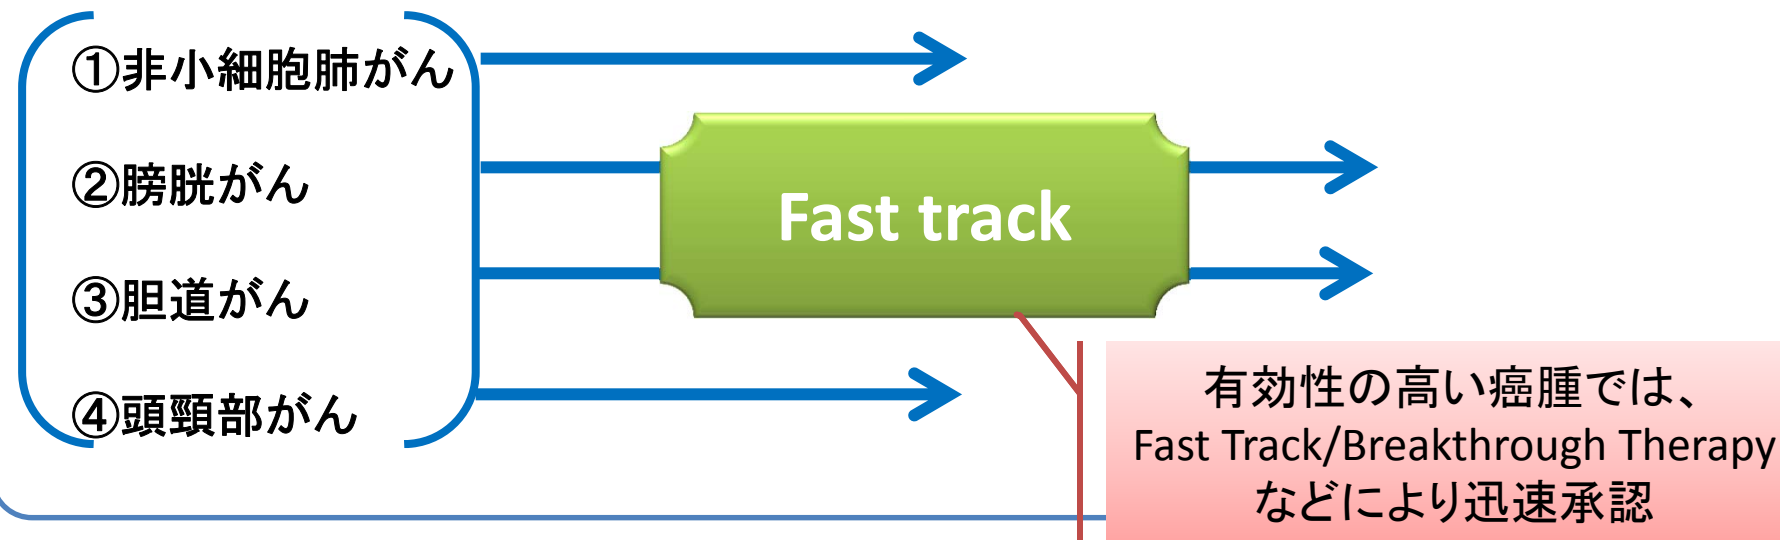 ①非小細胞肺がん
②膀胱がん
Fast track
③胆道がん
④頭頸部がん
有効性の高い癌腫では、
Fast Track/Breakthrough Therapy
などにより迅速承認